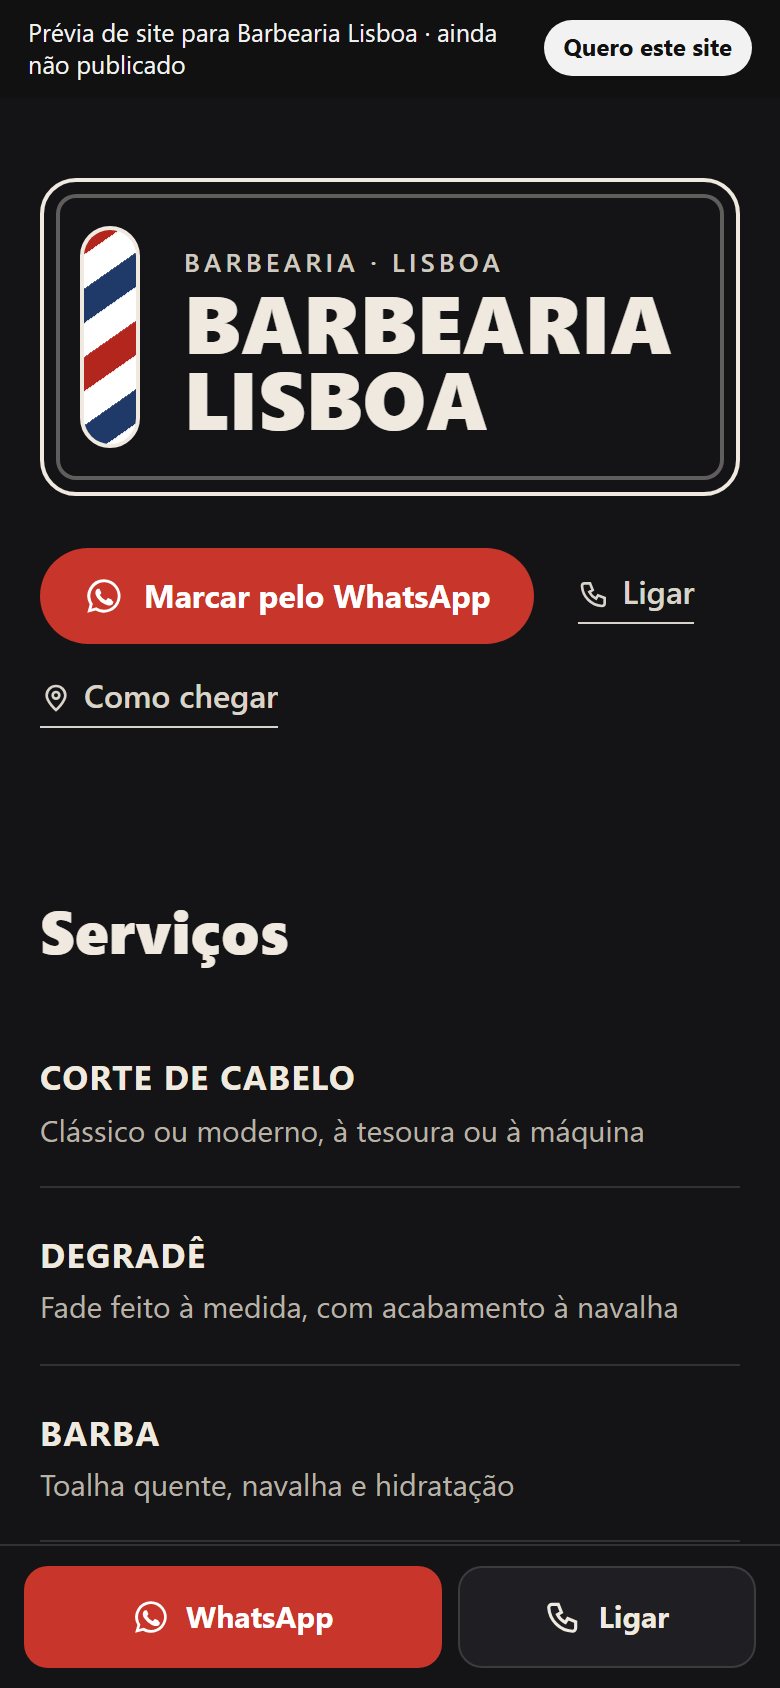 Prévia de site para Barbearia Lisboa · ainda
não publicado
Quero este site
BARBEARIA · LISBOA
BARBEARIA
LISBOA
Marcar pelo WhatsApp
Ligar
Como chegar
Serviços
CORTE DE CABELO
Clássico ou moderno, à tesoura ou à máquina
DEGRADÊ
Fade feito à medida, com acabamento à navalha
BARBA
Toalha quente, navalha e hidratação
WhatsApp
Ligar